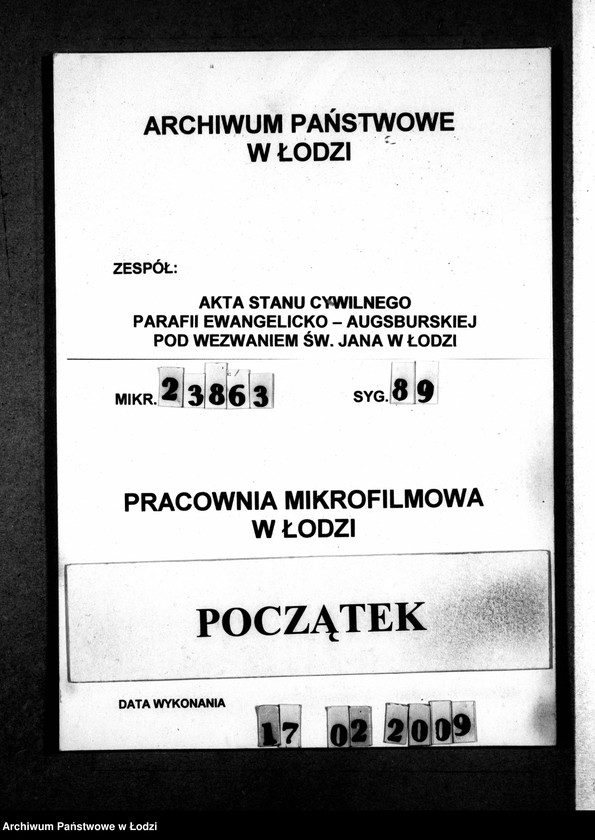 ARCHIWUM PAŃSTWOWE
W ŁODZI
ZESPÓŁ:
AKTA STANU CYWILNEGO
PARAFII EWANGELICKO – AUGSBURSKIEJ
POD WEZWANIEM ŚW. JANA W ŁODZI
MIKR. 23863 SYG. 89
PRACOWNIA MIKROFILMOWA
W ŁODZI
POCZĄTEK
DATA WYKONANIA 17 02 2009
Archiwum Państwowe w Łodzi